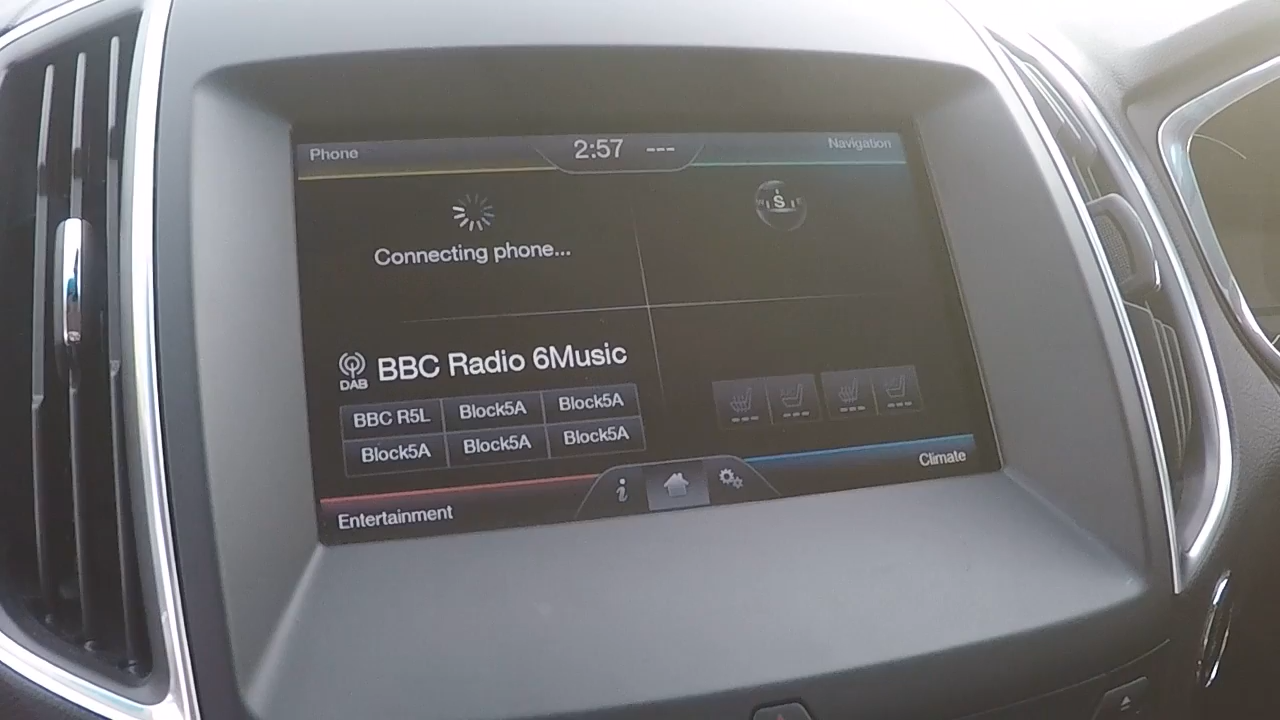 Phone
2:57 ---
Navigation
Connecting phone...
S
DAB
BBC Radio 6Music
BBC R5L Block5A Block5A
Block5A Block5A Block5A
Entertainment
i
Climate